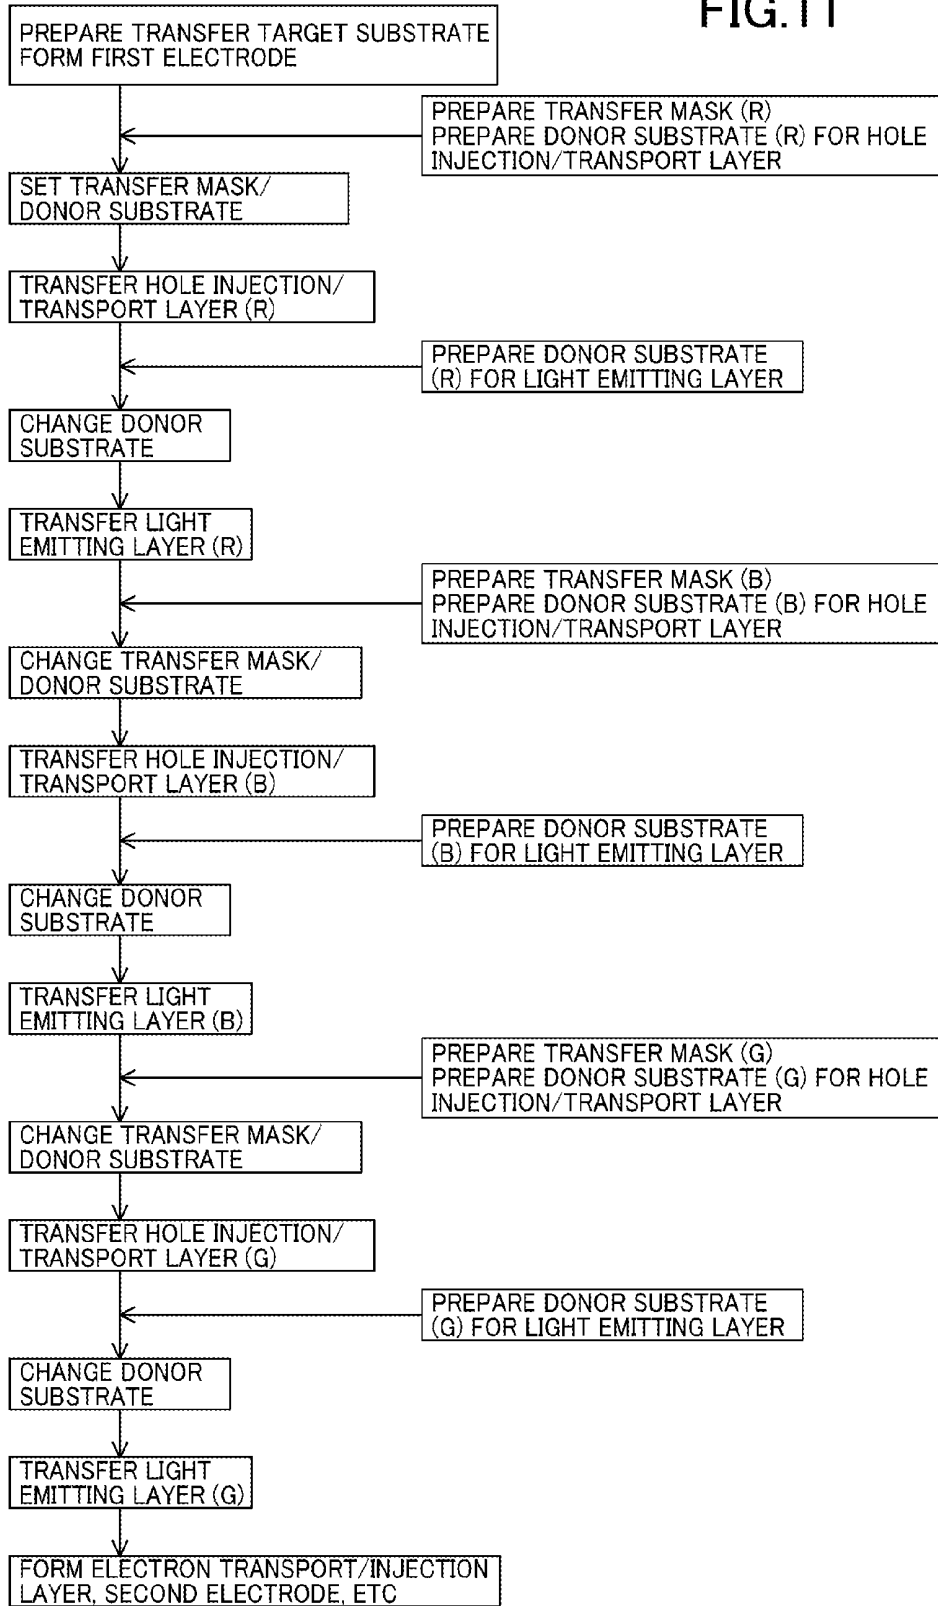 FIG.11
PREPARE TRANSFER TARGET SUBSTRATE
FORM FIRST ELECTRODE
PREPARE TRANSFER MASK (R)
PREPARE DONOR SUBSTRATE (R) FOR HOLE
INJECTION/TRANSPORT LAYER
SET TRANSFER MASK/
DONOR SUBSTRATE
TRANSFER HOLE INJECTION/
TRANSPORT LAYER (R)
PREPARE DONOR SUBSTRATE
(R) FOR LIGHT EMITTING LAYER
CHANGE DONOR
SUBSTRATE
TRANSFER LIGHT
EMITTING LAYER (R)
PREPARE TRANSFER MASK (B)
PREPARE DONOR SUBSTRATE (B) FOR HOLE
INJECTION/TRANSPORT LAYER
CHANGE TRANSFER MASK/
DONOR SUBSTRATE
TRANSFER HOLE INJECTION/
TRANSPORT LAYER (B)
PREPARE DONOR SUBSTRATE
(B) FOR LIGHT EMITTING LAYER
CHANGE DONOR
SUBSTRATE
TRANSFER LIGHT
EMITTING LAYER (B)
PREPARE TRANSFER MASK (G)
PREPARE DONOR SUBSTRATE (G) FOR HOLE
INJECTION/TRANSPORT LAYER
CHANGE TRANSFER MASK/
DONOR SUBSTRATE
TRANSFER HOLE INJECTION/
TRANSPORT LAYER (G)
PREPARE DONOR SUBSTRATE
(G) FOR LIGHT EMITTING LAYER
CHANGE DONOR
SUBSTRATE
TRANSFER LIGHT
EMITTING LAYER (G)
FORM ELECTRON TRANSPORT/INJECTION
LAYER, SECOND ELECTRODE, ETC